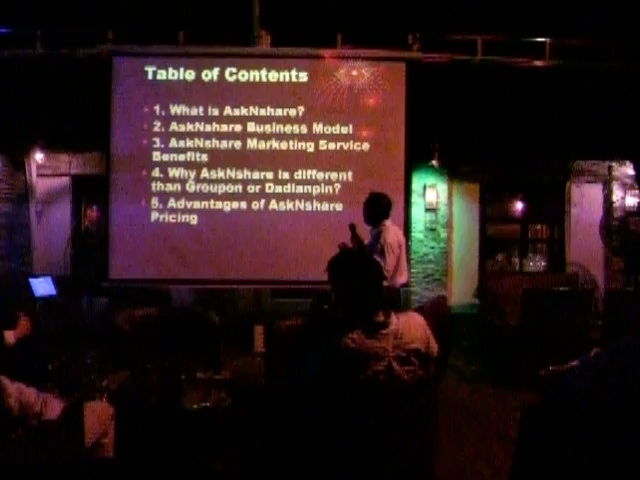 Table of Contents
1. What is AskNshare?
2. AskNshare Business Model
3. AskNshare Marketing Service
Benefits
4. Why AskNshare is different
than Groupon or Dadianpin?
5. Advantages of AskNshare
Pricing